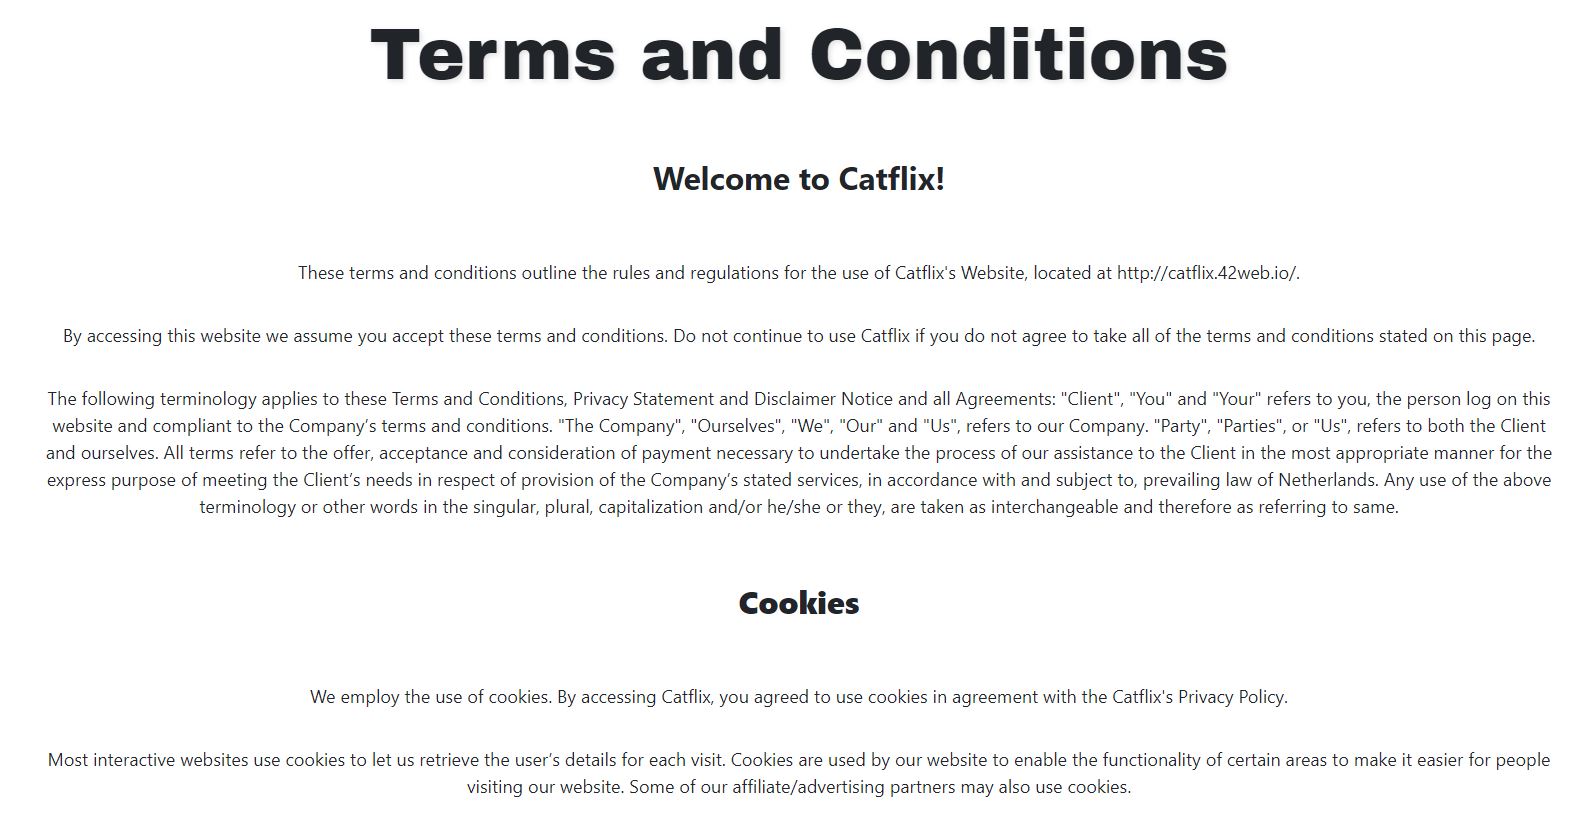 Terms and Conditions
Welcome to Catflix!
These terms and conditions outline the rules and regulations for the use of Catflix's Website, located at http://catflix.42web.io/.
By accessing this website we assume you accept these terms and conditions. Do not continue to use Catflix if you do not agree to take all of the terms and conditions stated on this page.
The following terminology applies to these Terms and Conditions, Privacy Statement and Disclaimer Notice and all Agreements: "Client", "You" and "Your" refers to you, the person log on this
website and compliant to the Company’s terms and conditions. "The Company", "Ourselves", "We", "Our" and "Us", refers to our Company. "Party", "Parties", or "Us", refers to both the Client
and ourselves. All terms refer to the offer, acceptance and consideration of payment necessary to undertake the process of our assistance to the Client in the most appropriate manner for the
express purpose of meeting the Client’s needs in respect of provision of the Company’s stated services, in accordance with and subject to, prevailing law of Netherlands. Any use of the above
terminology or other words in the singular, plural, capitalization and/or he/she or they, are taken as interchangeable and therefore as referring to same.
Cookies
We employ the use of cookies. By accessing Catflix, you agreed to use cookies in agreement with the Catflix's Privacy Policy.
Most interactive websites use cookies to let us retrieve the user’s details for each visit. Cookies are used by our website to enable the functionality of certain areas to make it easier for people
visiting our website. Some of our affiliate/advertising partners may also use cookies.